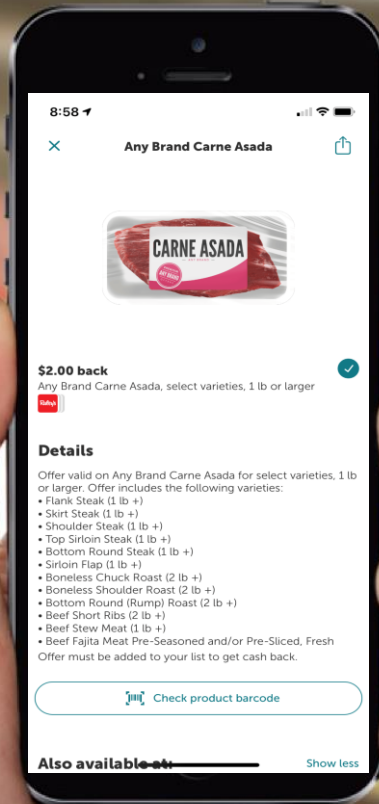 8:58
Any Brand Carne Asada
CARNE ASADA
ANY BRAND
$2.00 back
Any Brand Carne Asada, select varieties, 1 lb or larger
Raley's
Details
Offer valid on Any Brand Carne Asada for select varieties, 1 lb
or larger. Offer includes the following varieties:
• Flank Steak (1 lb +)
• Skirt Steak (1 lb +)
• Shoulder Steak (1 lb +)
• Top Sirloin Steak (1 lb +)
• Bottom Round Steak (1 lb +)
• Sirloin Flap (1 lb +)
• Boneless Chuck Roast (2 lb +)
• Boneless Shoulder Roast (2 lb +)
• Bottom Round (Rump) Roast (2 lb +)
• Beef Short Ribs (2 lb +)
• Beef Stew Meat (1 lb +)
• Beef Fajita Meat Pre-Seasoned and/or Pre-Sliced, Fresh
Offer must be added to your list to get cash back.
Check product barcode
Also available at:
Show less